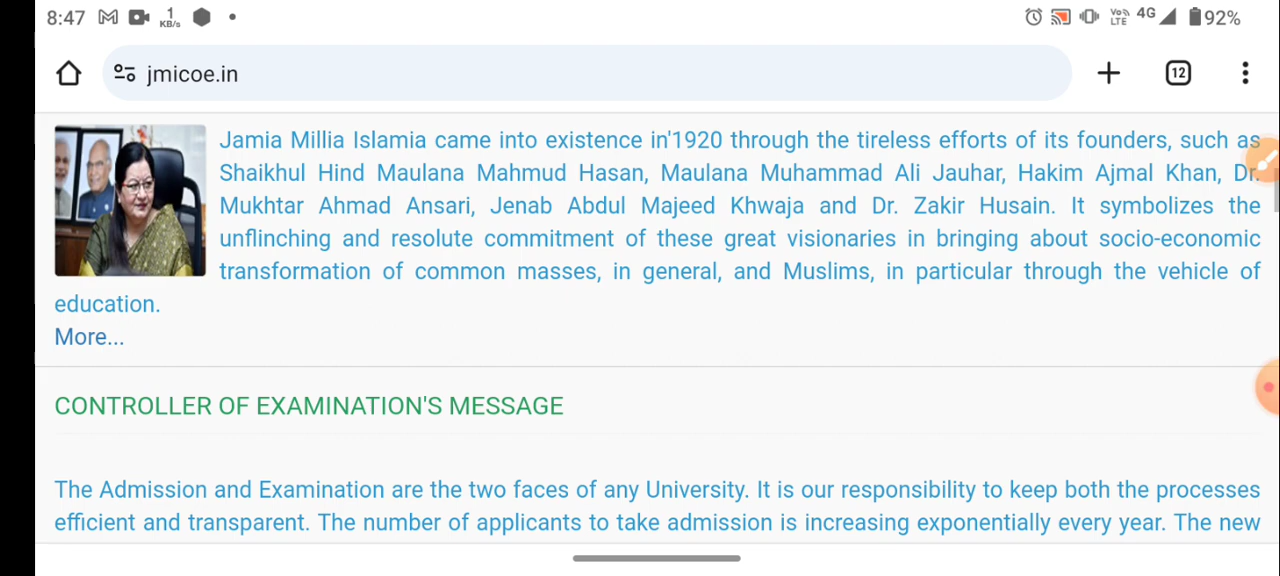 8:47
1
KB/s
Vo))
LTE
4G
92%
jmicoe.in
12
Jamia Millia Islamia came into existence in'1920 through the tireless efforts of its founders, such as
Shaikhul Hind Maulana Mahmud Hasan, Maulana Muhammad Ali Jauhar, Hakim Ajmal Khan, Dr.
Mukhtar Ahmad Ansari, Jenab Abdul Majeed Khwaja and Dr. Zakir Husain. It symbolizes the
unflinching and resolute commitment of these great visionaries in bringing about socio-economic
transformation of common masses, in general, and Muslims, in particular through the vehicle of
education.
More...
CONTROLLER OF EXAMINATION'S MESSAGE
The Admission and Examination are the two faces of any University. It is our responsibility to keep both the processes
efficient and transparent. The number of applicants to take admission is increasing exponentially every year. The new